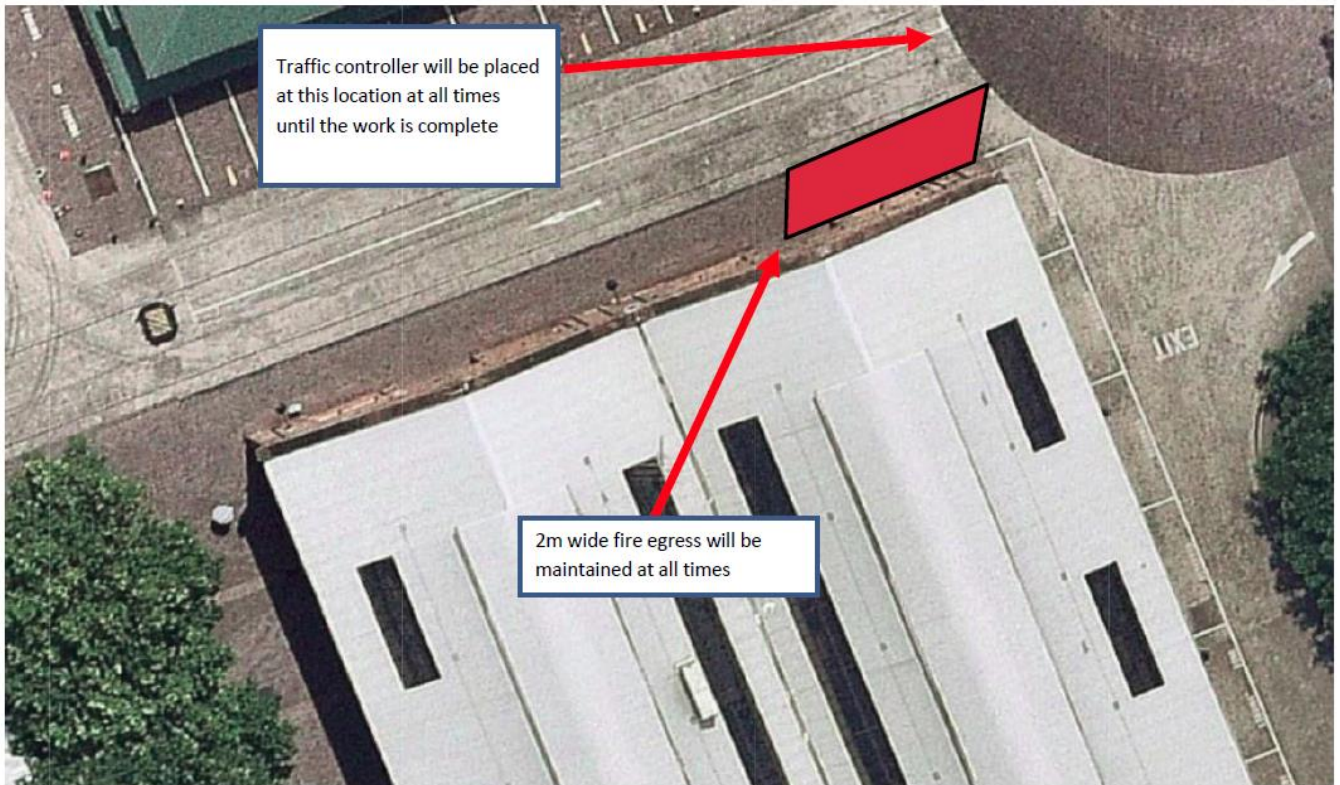 Traffic controller will be placed
at this location at all times
until the work is complete
EXIT
2m wide fire egress will be
maintained at all times